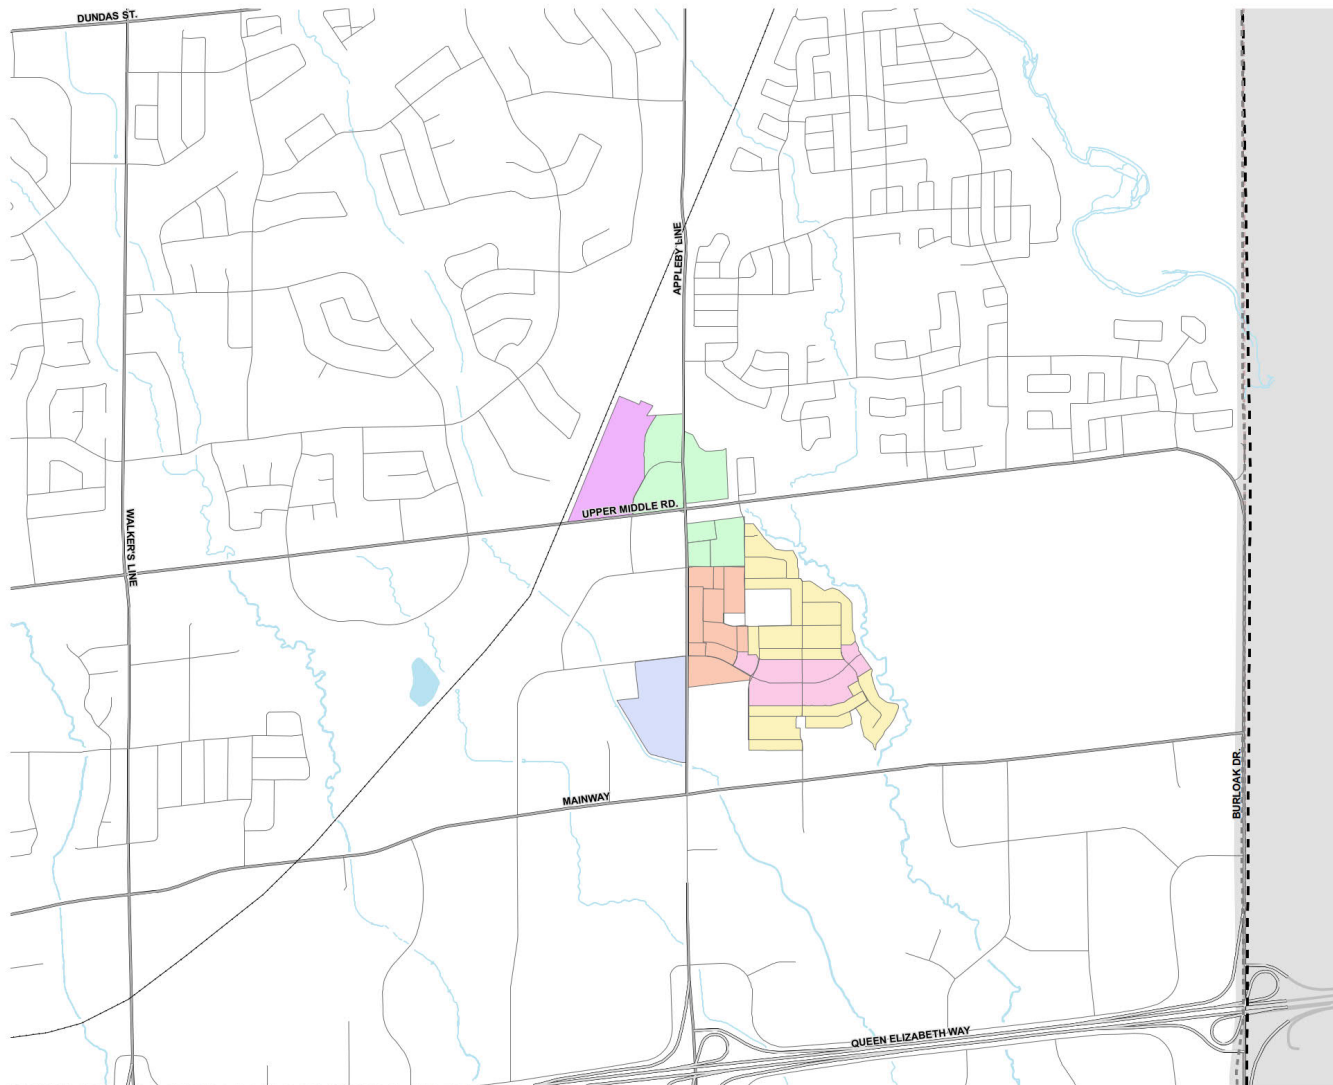 DUNDAS ST.
APPLEBY LINE
UPPER MIDDLE RD.
WALKER'S LINE
BURLOAK DR.
MAINWAY
QUEEN ELIZABETH WAY